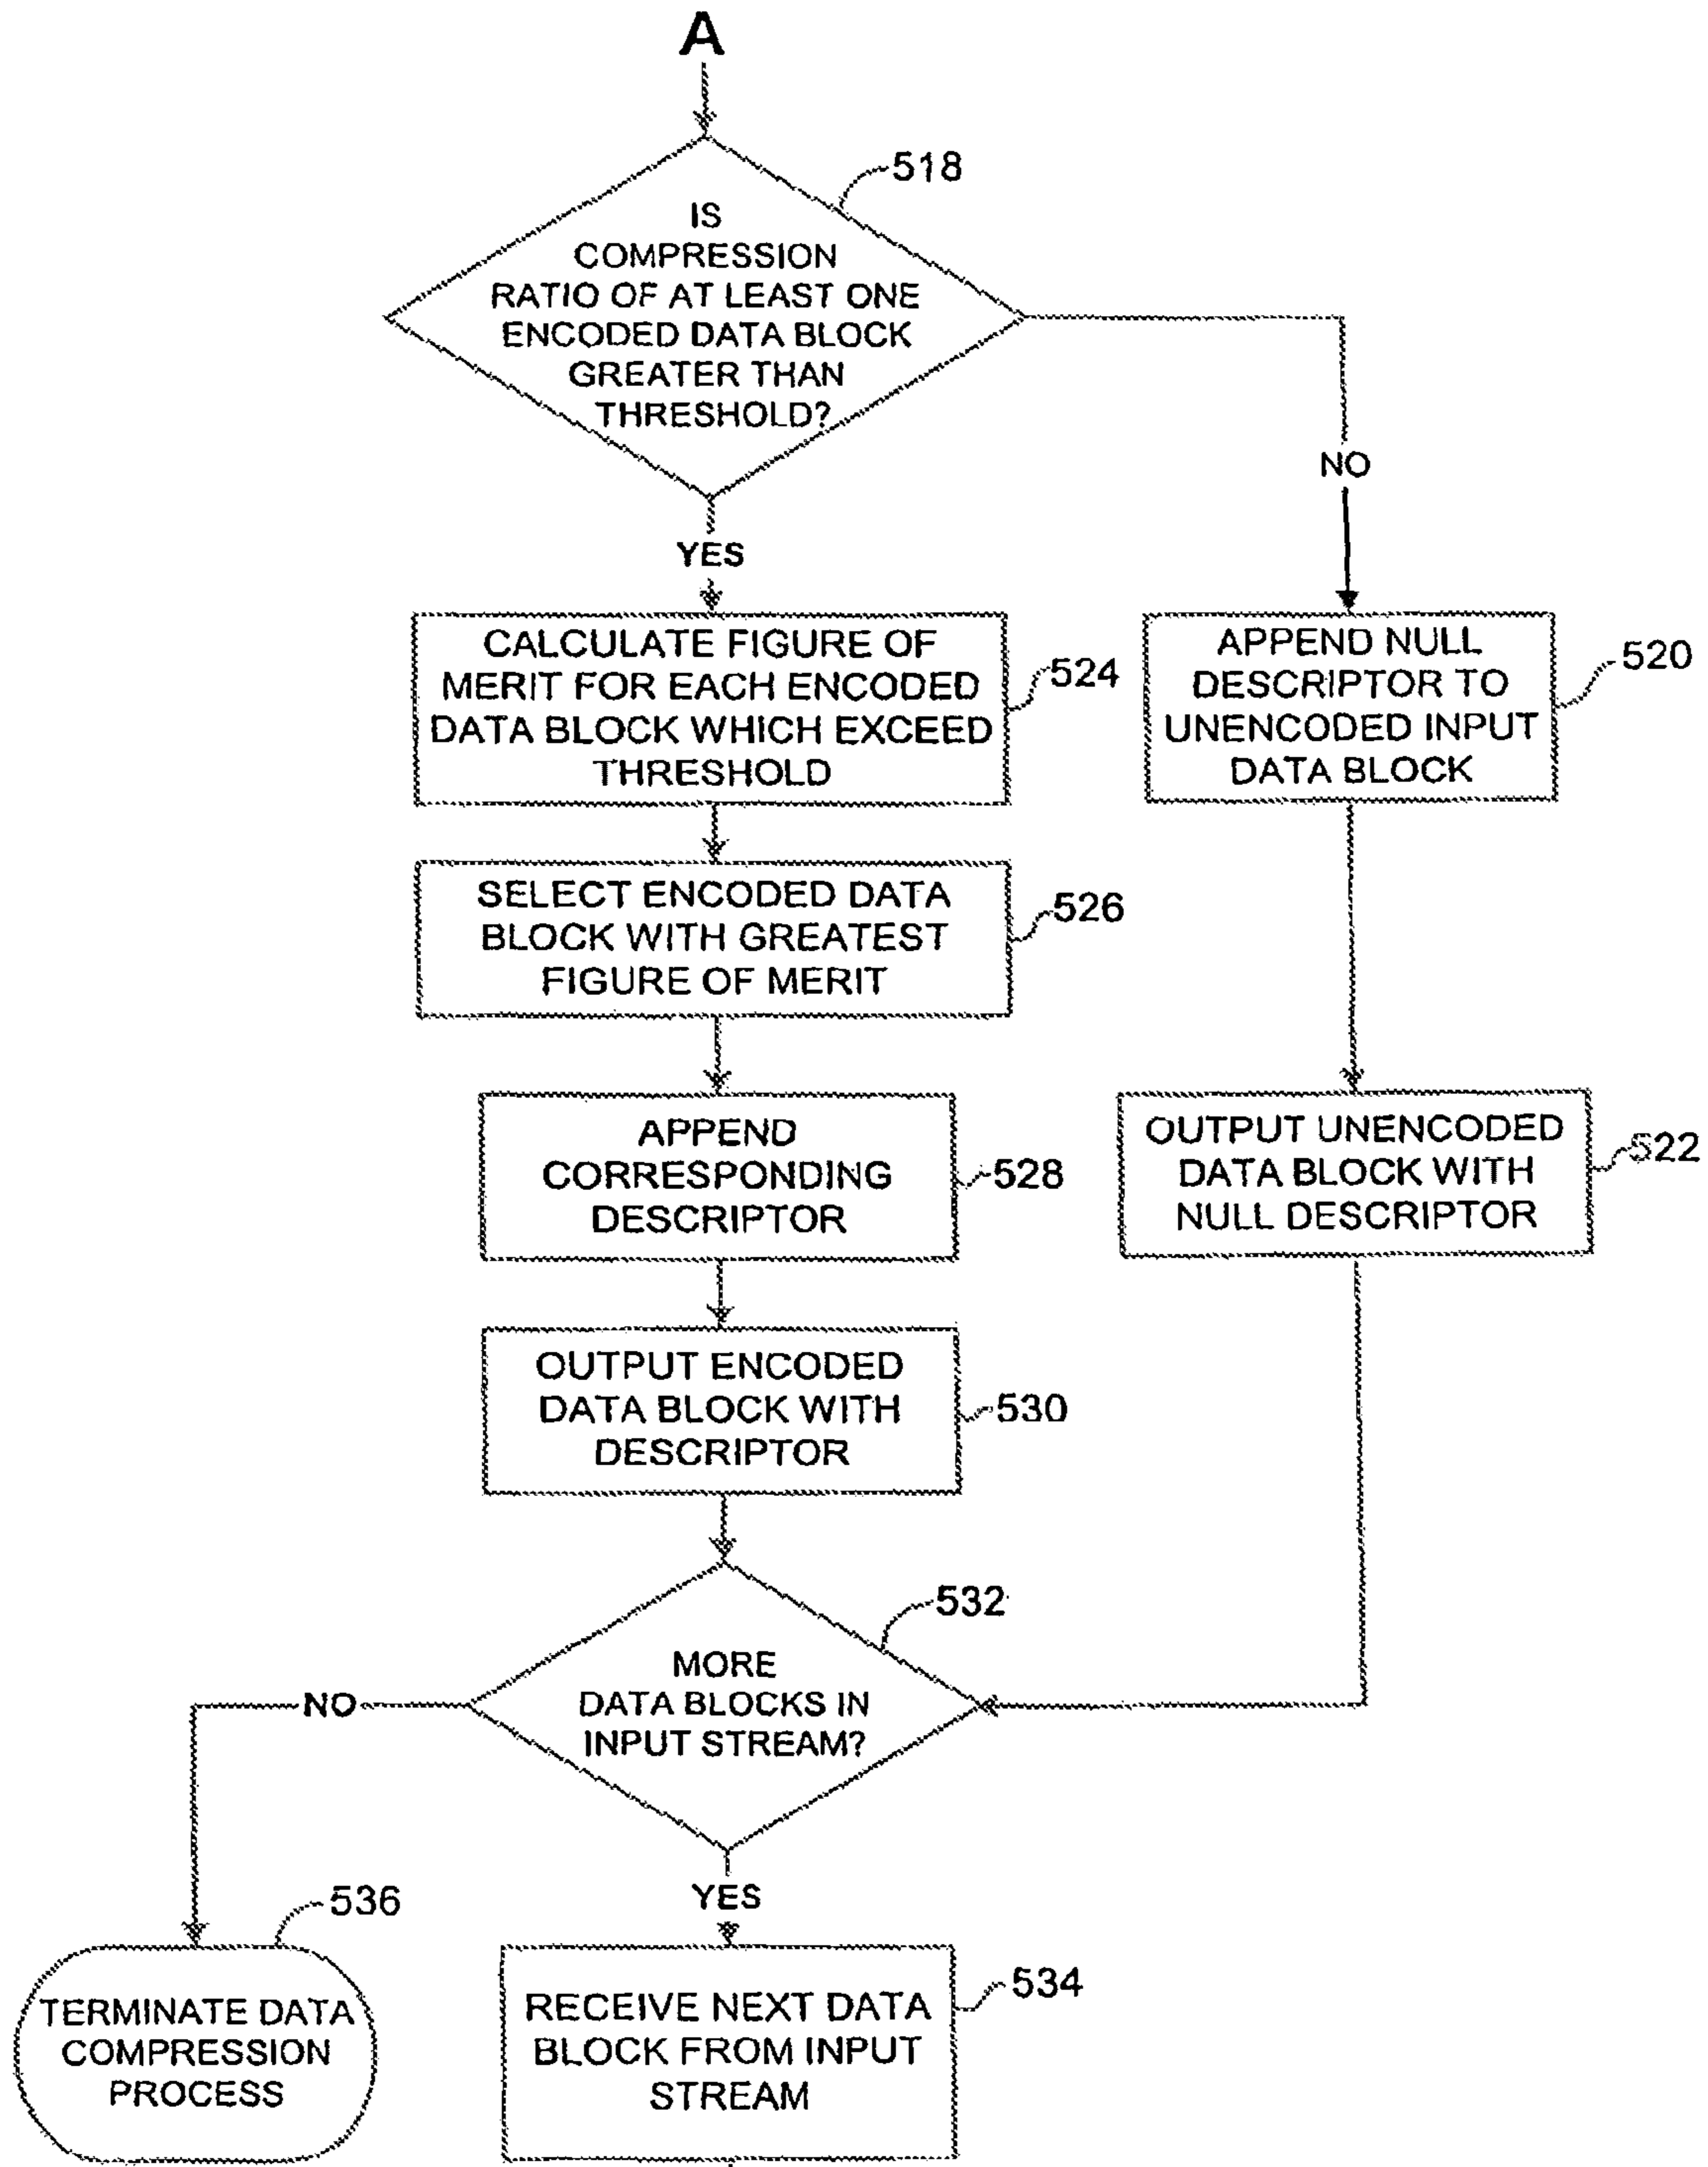 A
518
IS
COMPRESSION
RATIO OF AT LEAST ONE
ENCODED DATA BLOCK
GREATER THAN
THRESHOLD?
NO
YES
CALCULATE FIGURE OF
MERIT FOR EACH ENCODED
DATA BLOCK WHICH EXCEED
THRESHOLD
524
APPEND NULL
DESCRIPTOR TO
UNENCODED INPUT
DATA BLOCK
520
SELECT ENCODED DATA
BLOCK WITH GREATEST
FIGURE OF MERIT
526
APPEND
CORRESPONDING
DESCRIPTOR
528
OUTPUT UNENCODED
DATA BLOCK WITH
NULL DESCRIPTOR
522
OUTPUT ENCODED
DATA BLOCK WITH
DESCRIPTOR
530
532
MORE
DATA BLOCKS IN
INPUT STREAM?
NO
YES
536
TERMINATE DATA
COMPRESSION
PROCESS
RECEIVE NEXT DATA
BLOCK FROM INPUT
STREAM
534